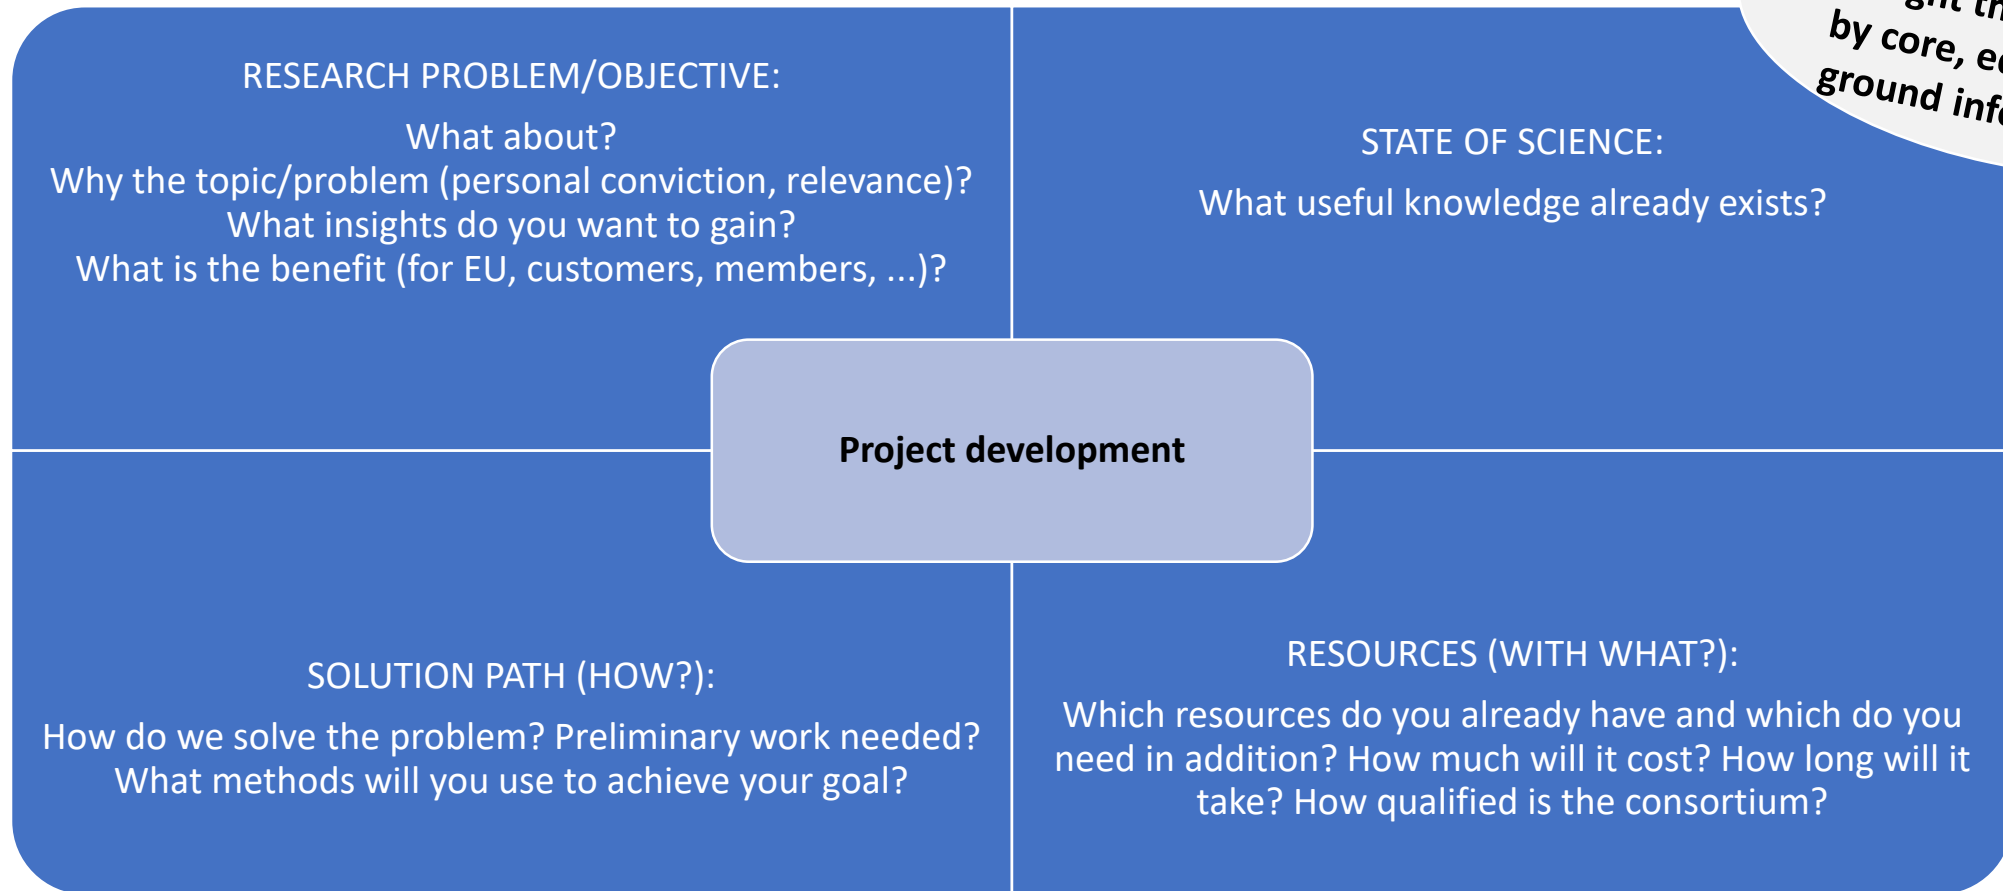 RESEARCH PROBLEM/OBJECTIVE:
What about?
Why the topic/problem (personal conviction, relevance)?
What insights do you want to gain?
What is the benefit (for EU, customers, members, ...)?
by core,
ground
STATE OF SCIENCE:
What useful knowledge already exists?
Project development
SOLUTION PATH (HOW?):
How do we solve the problem? Preliminary work needed?
What methods will you use to achieve your goal?
RESOURCES (WITH WHAT?):
Which resources do you already have and which do you
need in addition? How much will it cost? How long will it
take? How qualified is the consortium?